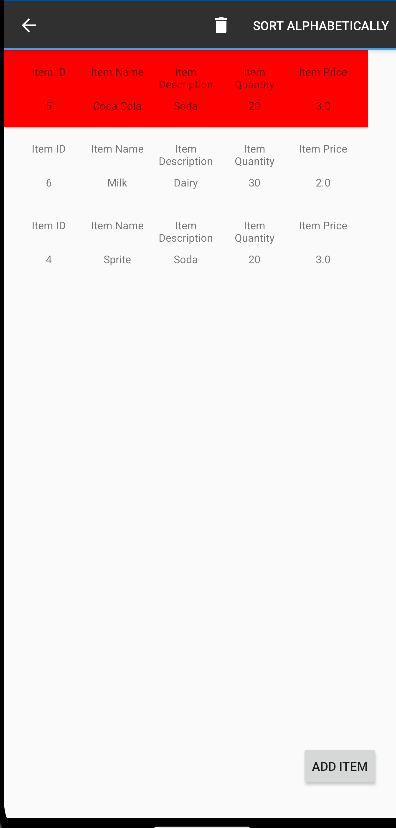 SORT ALPHABETICALLY
Item ID Item Name Item Description Item Quantity Item Price
5 Coca Cola Soda 20 3.0
Item ID Item Name Item Description Item Quantity Item Price
6 Milk Dairy 30 2.0
Item ID Item Name Item Description Item Quantity Item Price
4 Sprite Soda 20 3.0
ADD ITEM